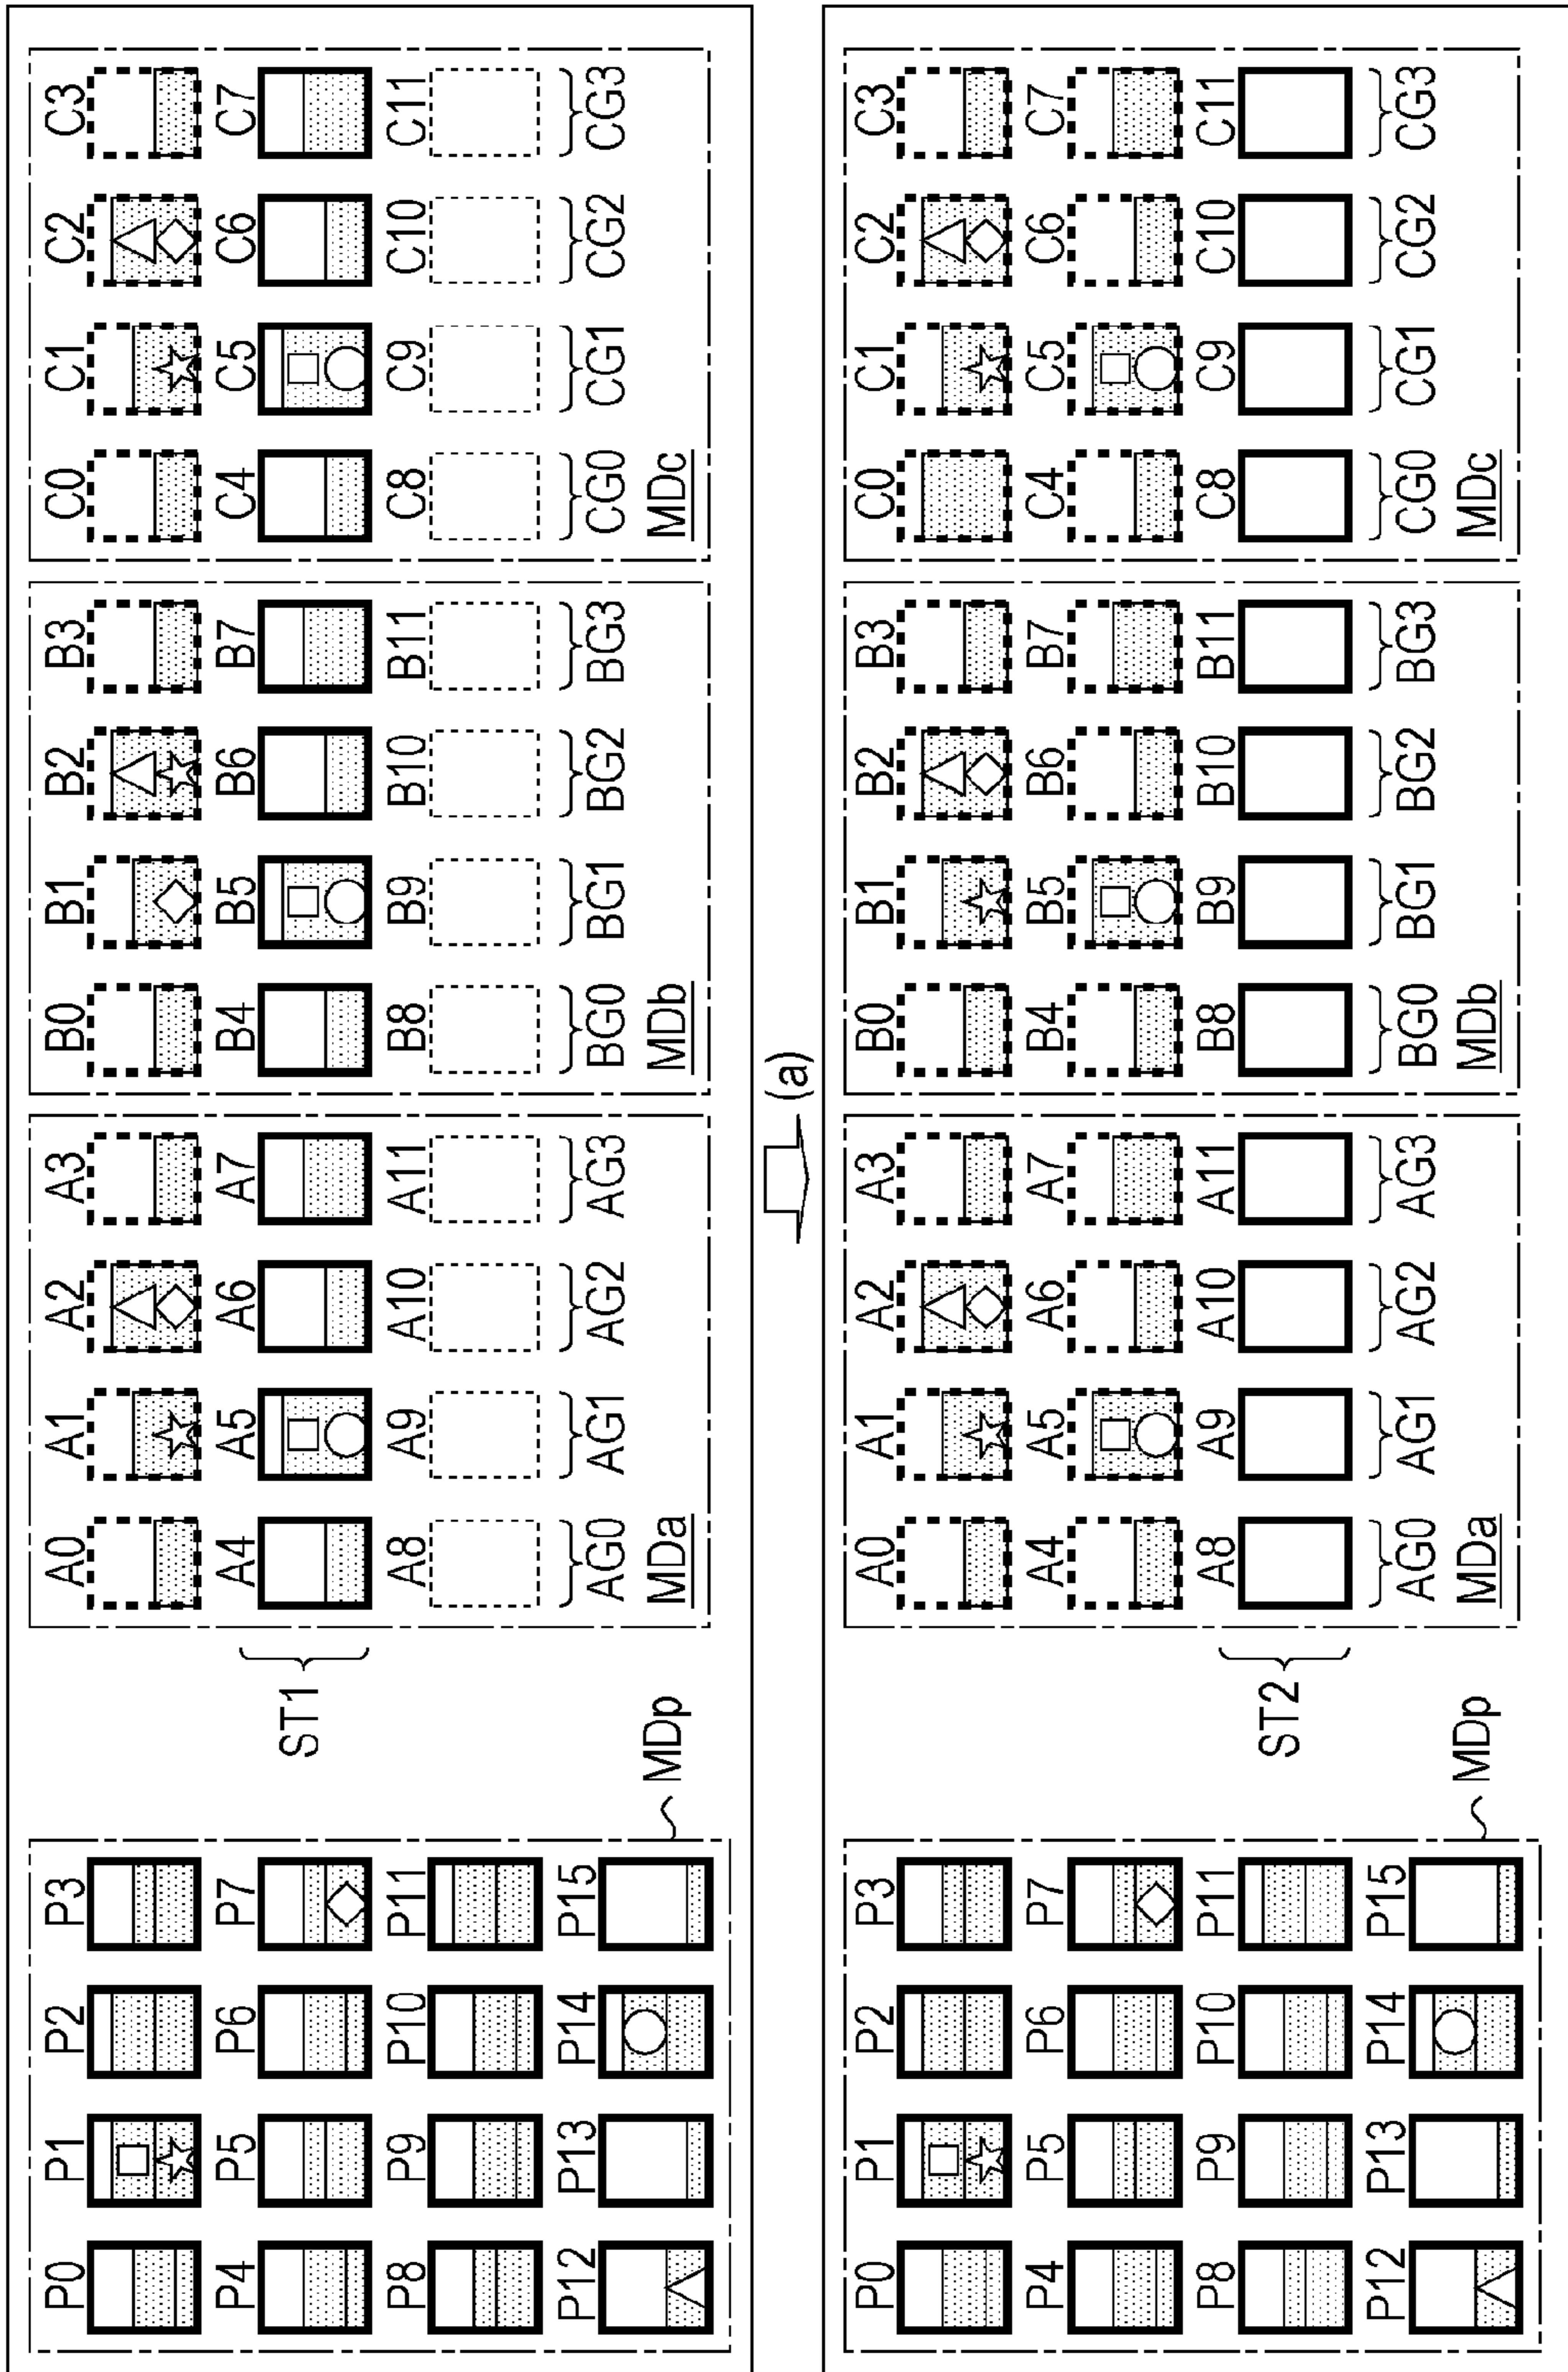 P0 P1 P2 P3
P4 P5 P6 P7
P8 P9 P10 P11
P12 P13 P14 P15
MDp
ST1
A0 A1 A2 A3
A4 A5 A6 A7
A8 A9 A10 A11
AG0 AG1 AG2 AG3
MDa
B0 B1 B2 B3
B4 B5 B6 B7
B8 B9 B10 B11
BG0 BG1 BG2 BG3
MDb
C0 C1 C2 C3
C4 C5 C6 C7
C8 C9 C10 C11
CG0 CG1 CG2 CG3
MDc
(a)
P0 P1 P2 P3
P4 P5 P6 P7
P8 P9 P10 P11
P12 P13 P14 P15
MDp
ST2
A0 A1 A2 A3
A4 A5 A6 A7
A8 A9 A10 A11
AG0 AG1 AG2 AG3
MDa
B0 B1 B2 B3
B4 B5 B6 B7
B8 B9 B10 B11
BG0 BG1 BG2 BG3
MDb
C0 C1 C2 C3
C4 C5 C6 C7
C8 C9 C10 C11
CG0 CG1 CG2 CG3
MDc